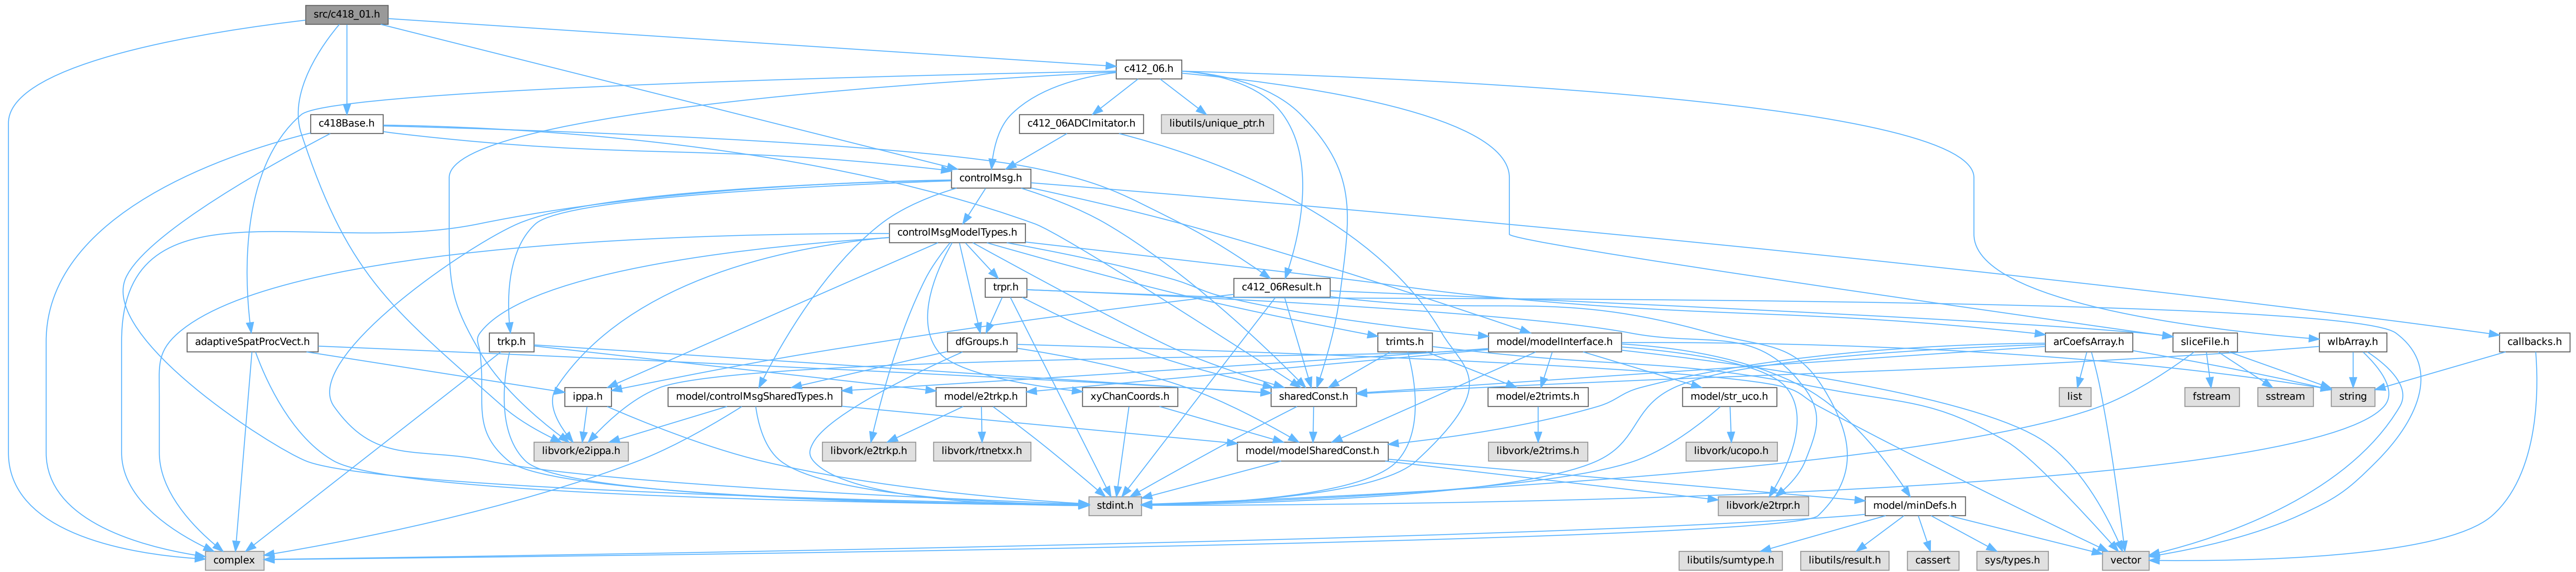 src/c418_01.h
c412_06.h
c418Base.h
c412_06ADCImitator.h
libutils/unique_ptr.h
controlMsg.h
controlMsgModelTypes.h
trpr.h
c412_06Result.h
adaptiveSpatProcVect.h
trkp.h
dfGroups.h
trimts.h
model/modelInterface.h
arCoefsArray.h
sliceFile.h
wlbArray.h
callbacks.h
ippa.h
model/controlMsgSharedTypes.h
model/e2trkp.h
xyChanCoords.h
sharedConst.h
model/e2trimts.h
model/str_uco.h
list
fstream
sstream
string
libvork/e2ippa.h
libvork/e2trkp.h
libvork/rtnetxx.h
model/modelSharedConst.h
libvork/e2trims.h
libvork/ucopo.h
stdint.h
libvork/e2trpr.h
model/minDefs.h
complex
libutils/sumtype.h
libutils/result.h
cassert
sys/types.h
vector